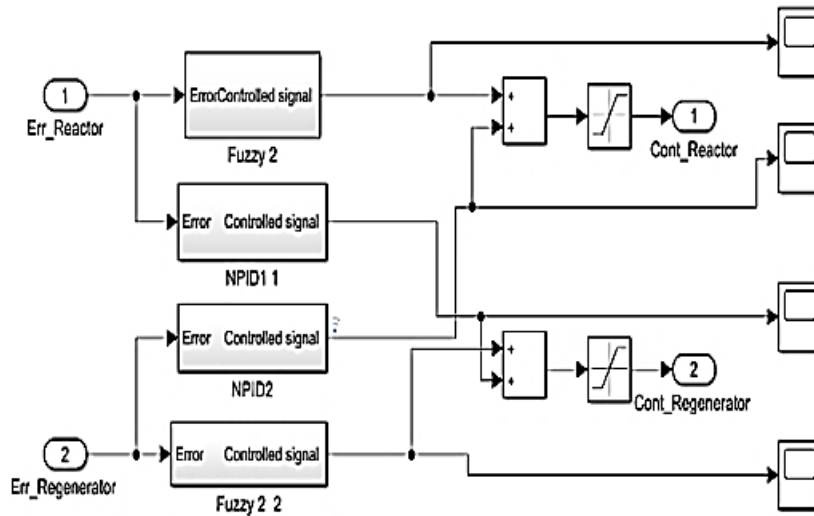 ErrorControlled signal
1
Err_Reactor
Fuzzy 2
+
+
1
Cont_Reactor
Error Controlled signal
NPID1 1
Error Controlled signal
NPID2
+
+
2
Cont_Regenerator
2
Err_Regenerator
Error Controlled signal
Fuzzy 2 2